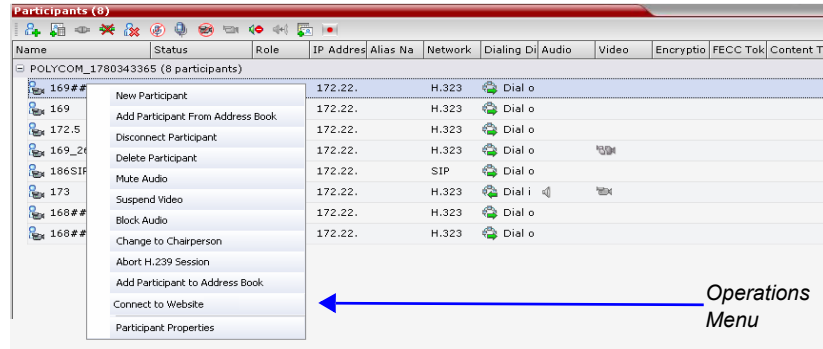 Participants (8)
Name Status Role IP Addres Alias Na Network Dialing Di Audio Video Encryptio FECC Tok Content T
POLYCOM_1780343365 (8 participants)
169## 172.22. H.323 Dial o
169 172.22. H.323 Dial o
172.5 172.22. H.323 Dial o
169_26 172.22. H.323 Dial o
186SIF 172.22. SIP Dial o
173 172.22. H.323 Dial i
168## 172.22. H.323 Dial o
168## 172.22. H.323 Dial o
New Participant
Add Participant From Address Book
Disconnect Participant
Delete Participant
Mute Audio
Suspend Video
Block Audio
Change to Chairperson
Abort H.239 Session
Add Participant to Address Book
Connect to Website
Participant Properties
Operations
Menu